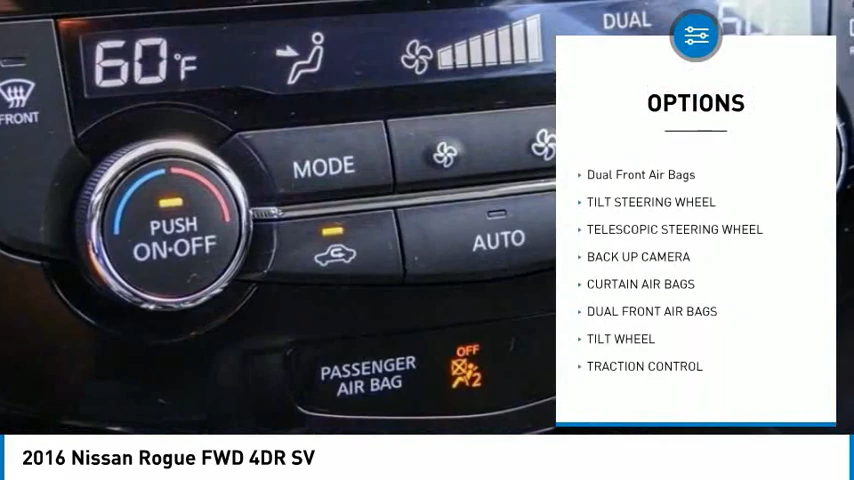 60°F
DUAL
60
FRONT
MODE
PUSH
ON•OFF
AUTO
PASSENGER
AIR BAG
OFF
2
OPTIONS
Dual Front Air Bags
TILT STEERING WHEEL
TELESCOPIC STEERING WHEEL
BACK UP CAMERA
CURTAIN AIR BAGS
DUAL FRONT AIR BAGS
TILT WHEEL
TRACTION CONTROL
2016 Nissan Rogue FWD 4DR SV